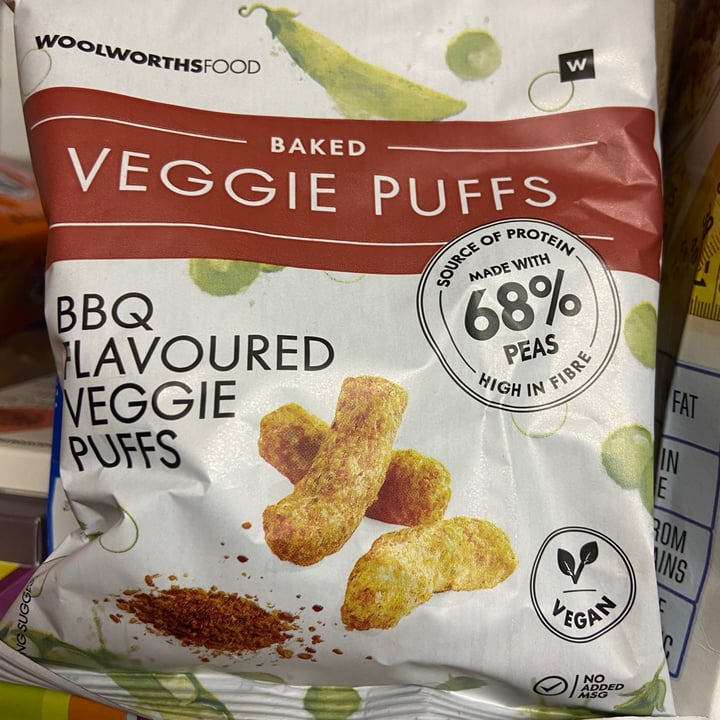 WOOLWORTHSFOOD
W
BAKED
VEGGIE PUFFS
SOURCE OF PROTEIN
MADE WITH
68%
PEAS
HIGH IN FIBRE
BBQ
FLAVOURED
VEGGIE
PUFFS
VEGAN
NO
ADDED
MSG
FAT